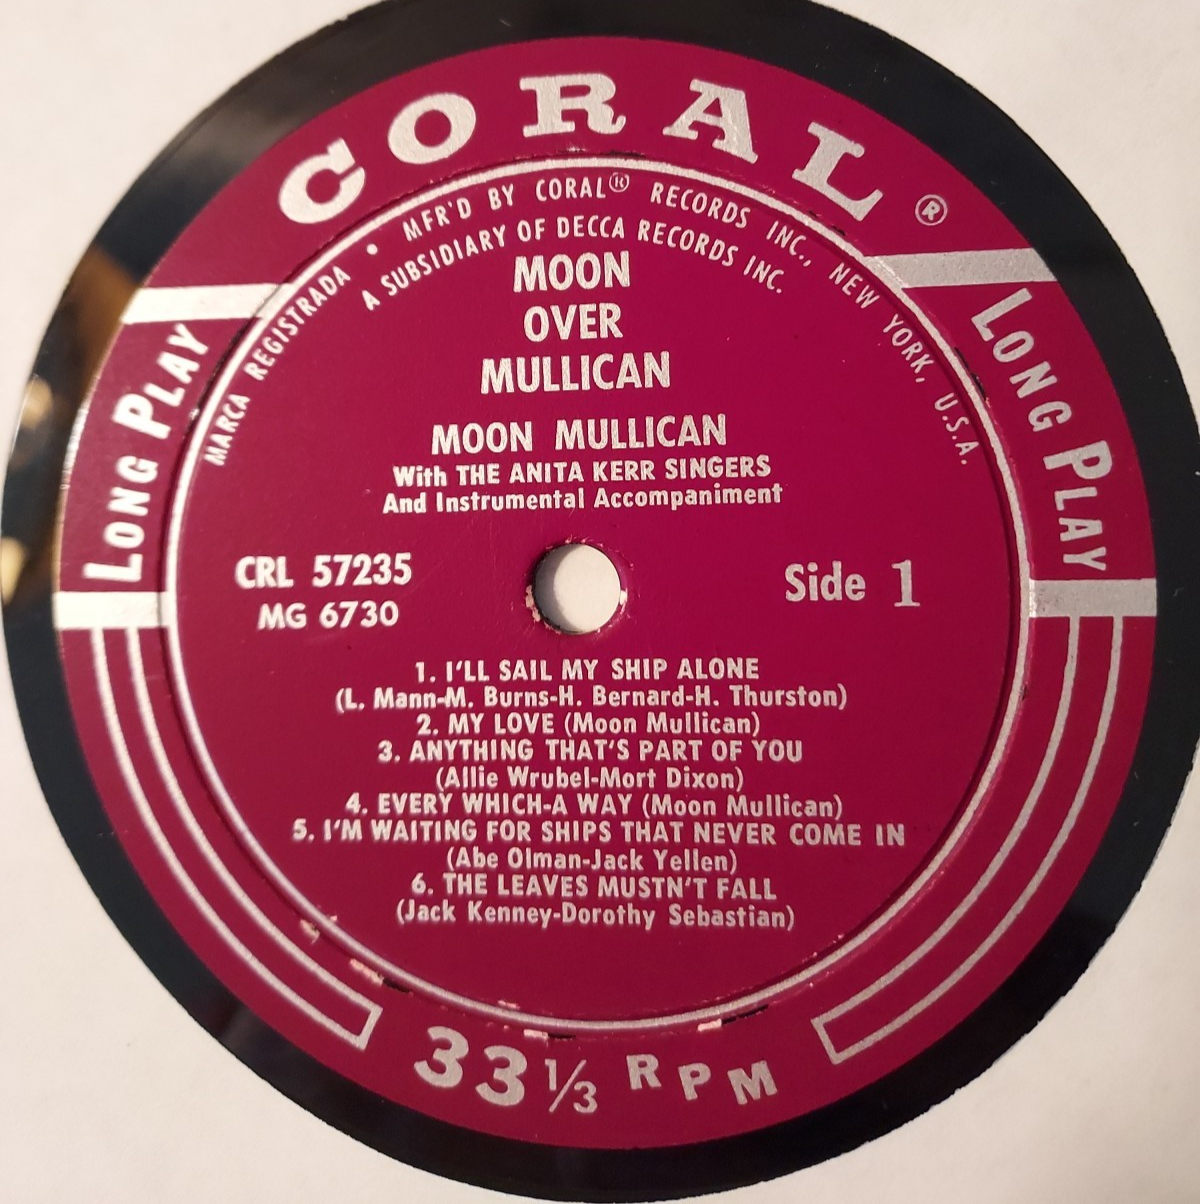 CORAL ®
MARCA REGISTRADA • MFR'D BY CORAL® RECORDS INC., NEW YORK, U.S.A.
A SUBSIDIARY OF DECCA RECORDS INC.
LONG PLAY
LONG PLAY
MOON
OVER
MULLICAN
MOON MULLICAN
With THE ANITA KERR SINGERS
And Instrumental Accompaniment
CRL 57235
MG 6730
Side 1
1. I'LL SAIL MY SHIP ALONE
(L. Mann-M. Burns-H. Bernard-H. Thurston)
2. MY LOVE (Moon Mullican)
3. ANYTHING THAT'S PART OF YOU
(Allie Wrubel-Mort Dixon)
4. EVERY WHICH-A WAY (Moon Mullican)
5. I'M WAITING FOR SHIPS THAT NEVER COME IN
(Abe Olman-Jack Yellen)
6. THE LEAVES MUSTN'T FALL
(Jack Kenney-Dorothy Sebastian)
33 1/3 RPM